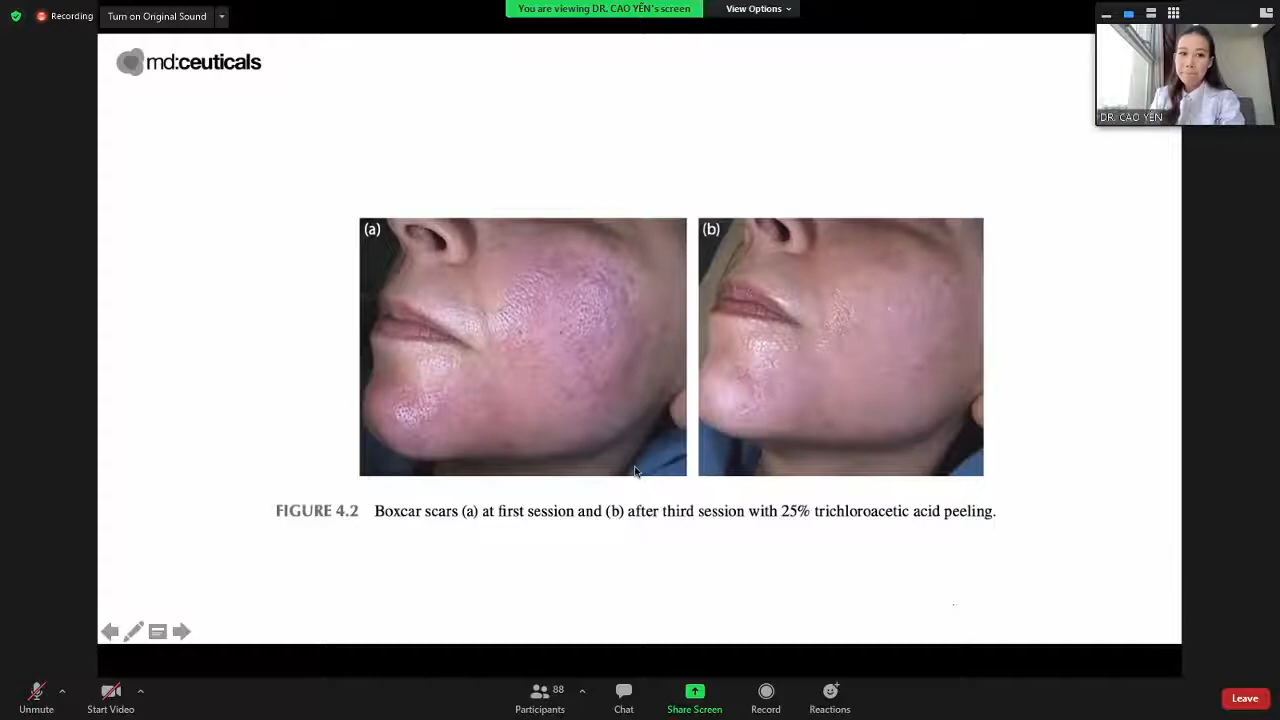 Recording
Turn on Original Sound
You are viewing DR. CAO YẾN's screen
View Options
md:ceuticals
DR. CAO YẾN
(a)
(b)
FIGURE 4.2 Boxcar scars (a) at first session and (b) after third session with 25% trichloroacetic acid peeling.
Unmute
Start Video
88
Participants
Chat
Share Screen
Record
Reactions
Leave